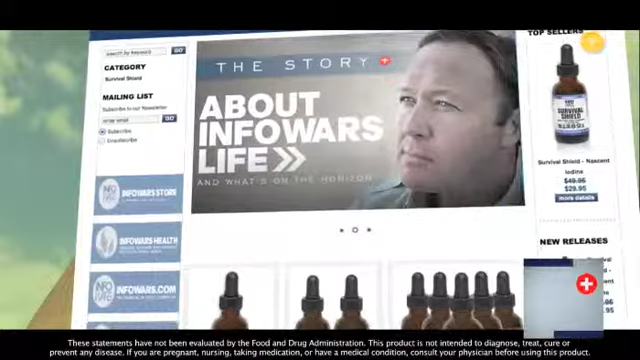 TOP SELLERS
search by keyword GO
CATEGORY
Survival Shield
MAILING LIST
Subscribe to our Newsletter
enter email GO
Subscribe
Unsubscribe
THE STORY
ABOUT
INFOWARS
LIFE
AND WHAT'S ON THE HORIZON
SURVIVAL
SHIELD
Survival Shield - Nascent
Iodine
$49.95
$29.95
more details
INFOWARS STORE
INFOWARS HEALTH
INFOWARS.COM
NEW RELEASES
These statements have not been evaluated by the Food and Drug Administration. This product is not intended to diagnose, treat, cure or
prevent any disease. If you are pregnant, nursing, taking medication, or have a medical condition, consult your physician before using this product.